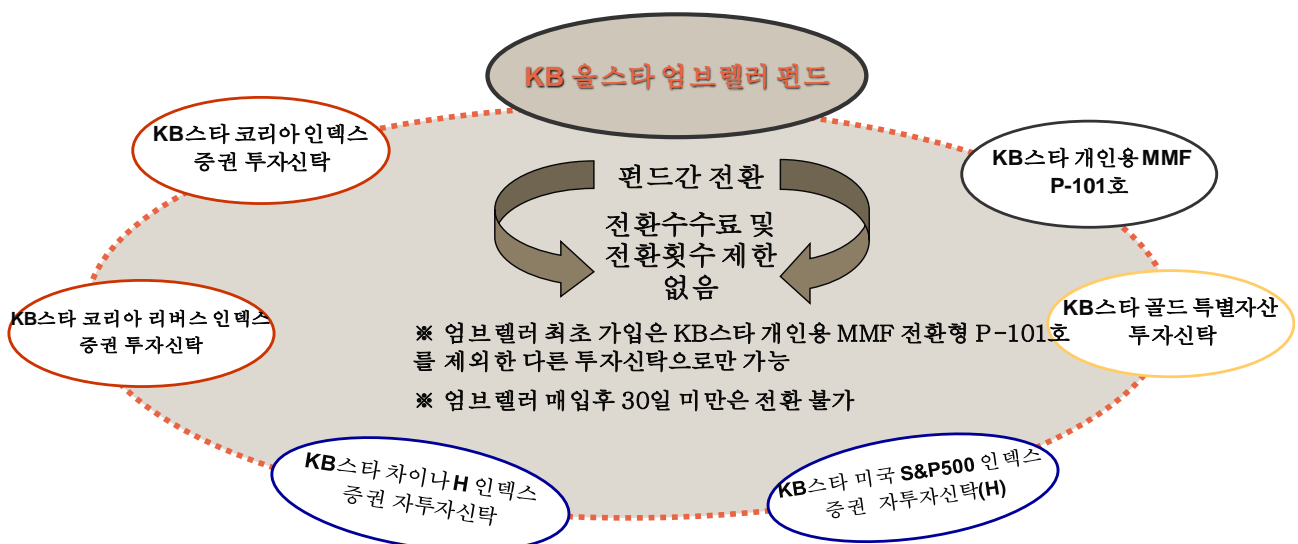 KB 올스타 엄브렐러 펀드
KB스타 코리아 인덱스
증권 투자신탁
KB스타 개인용 MMF
P-101호
펀드간 전환
전환수수료 및
전환횟수 제한
없음
KB스타 코리아 리버스 인덱스
증권 투자신탁
KB스타 골드 특별자산
투자신탁
※ 엄브렐러 최초 가입은 KB스타 개인용 MMF 전환형 P-101호
를 제외한 다른 투자신탁으로만 가능
※ 엄브렐러 매입후 30일 미만은 전환 불가
KB스타 차이나 H 인덱스
증권 자투자신탁
KB스타 미국 S&P500 인덱스
증권 자투자신탁(H)